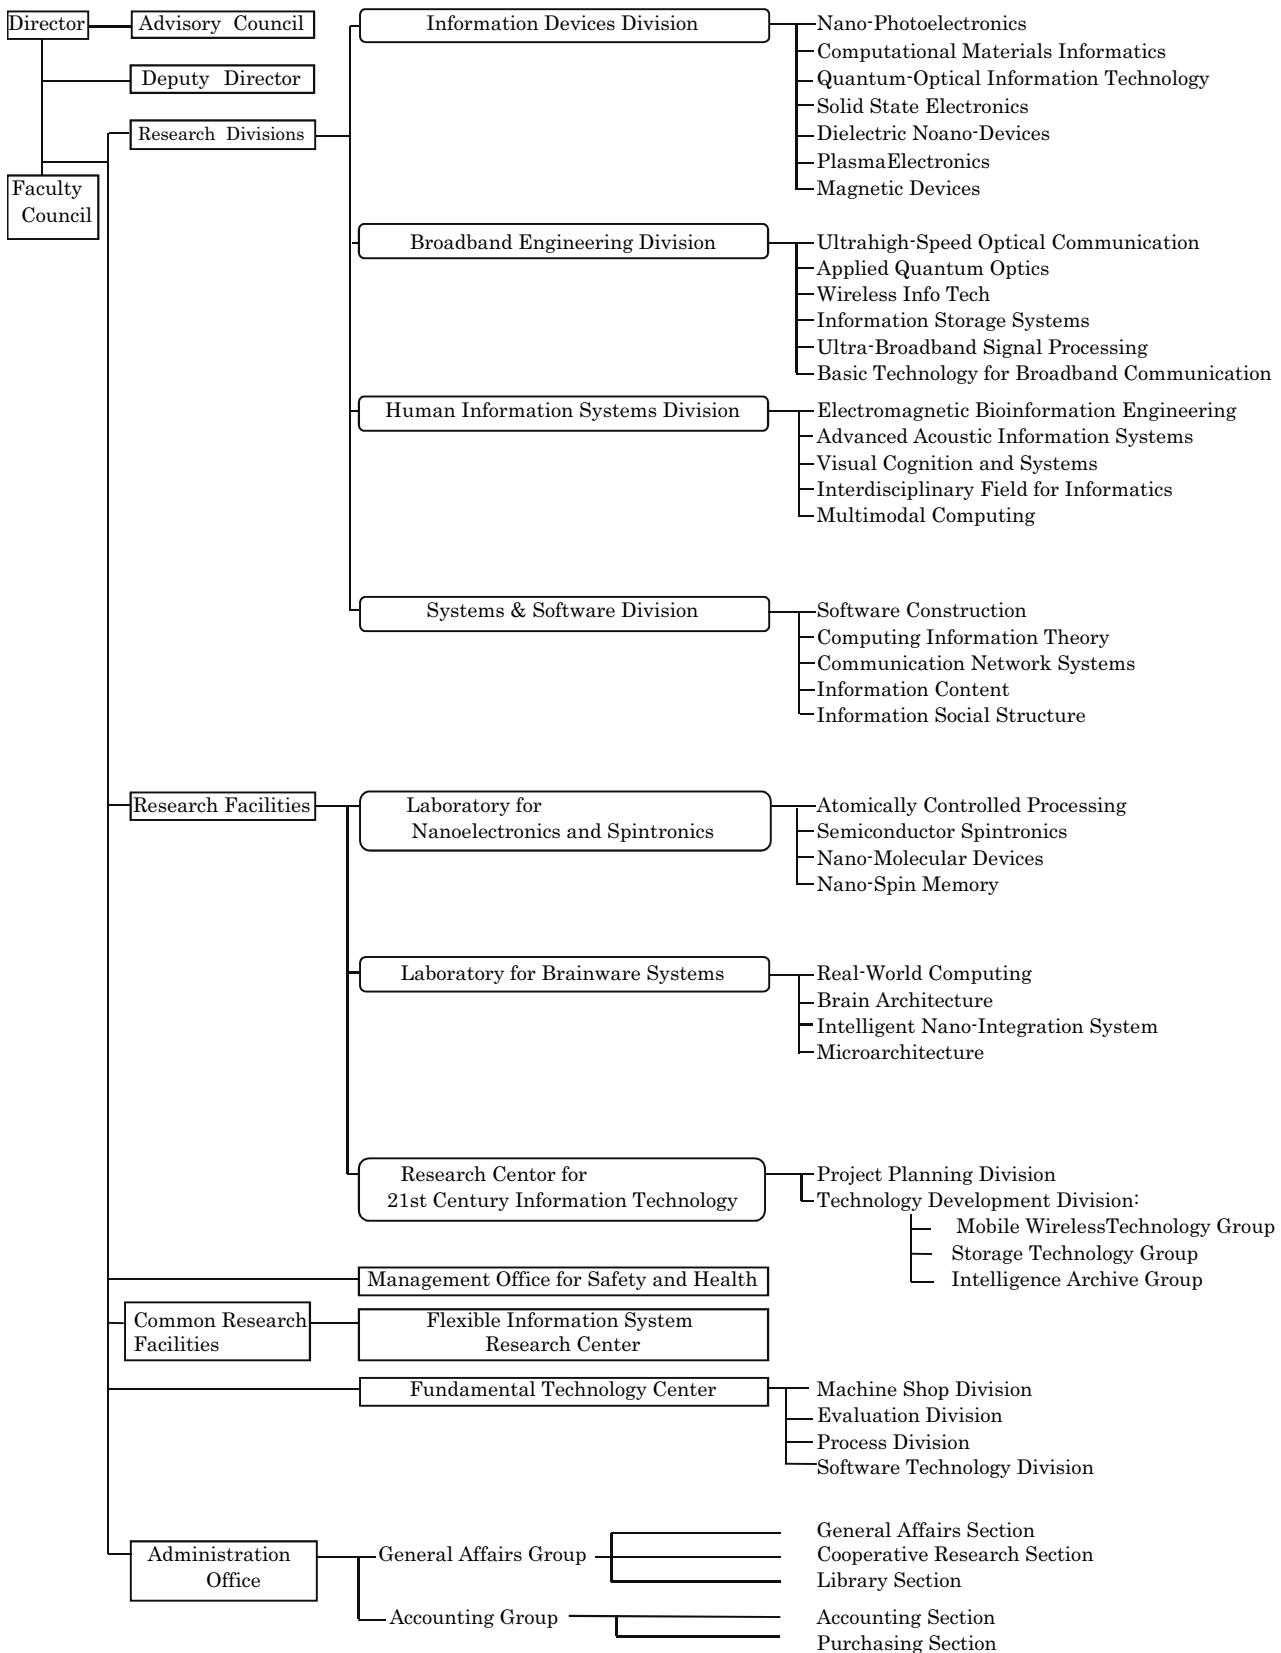 Director
Advisory Council
Deputy Director
Faculty
Council
Research Divisions
Information Devices Division
Nano-Photoelectronics
Computational Materials Informatics
Quantum-Optical Information Technology
Solid State Electronics
Dielectric Noano-Devices
PlasmaElectronics
Magnetic Devices
Broadband Engineering Division
Ultrahigh-Speed Optical Communication
Applied Quantum Optics
Wireless Info Tech
Information Storage Systems
Ultra-Broadband Signal Processing
Basic Technology for Broadband Communication
Human Information Systems Division
Electromagnetic Bioinformation Engineering
Advanced Acoustic Information Systems
Visual Cognition and Systems
Interdisciplinary Field for Informatics
Multimodal Computing
Systems & Software Division
Software Construction
Computing Information Theory
Communication Network Systems
Information Content
Information Social Structure
Research Facilities
Laboratory for
Nanoelectronics and Spintronics
Atomically Controlled Processing
Semiconductor Spintronics
Nano-Molecular Devices
Nano-Spin Memory
Laboratory for Brainware Systems
Real-World Computing
Brain Architecture
Intelligent Nano-Integration System
Microarchitecture
Research Centor for
21st Century Information Technology
Project Planning Division
Technology Development Division:
Mobile WirelessTechnology Group
Storage Technology Group
Intelligence Archive Group
Management Office for Safety and Health
Common Research
Facilities
Flexible Information System
Research Center
Fundamental Technology Center
Machine Shop Division
Evaluation Division
Process Division
Software Technology Division
Administration
Office
General Affairs Group
General Affairs Section
Cooperative Research Section
Library Section
Accounting Group
Accounting Section
Purchasing Section